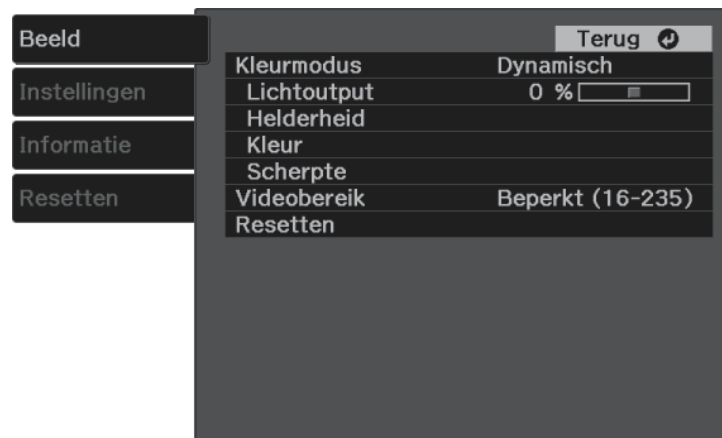 Beeld
Instellingen
Informatie
Resetten
Terug
Kleurmodus Dynamisch
Lichtoutput 0 %
Helderheid
Kleur
Scherpte
Videobereik Beperkt (16-235)
Resetten